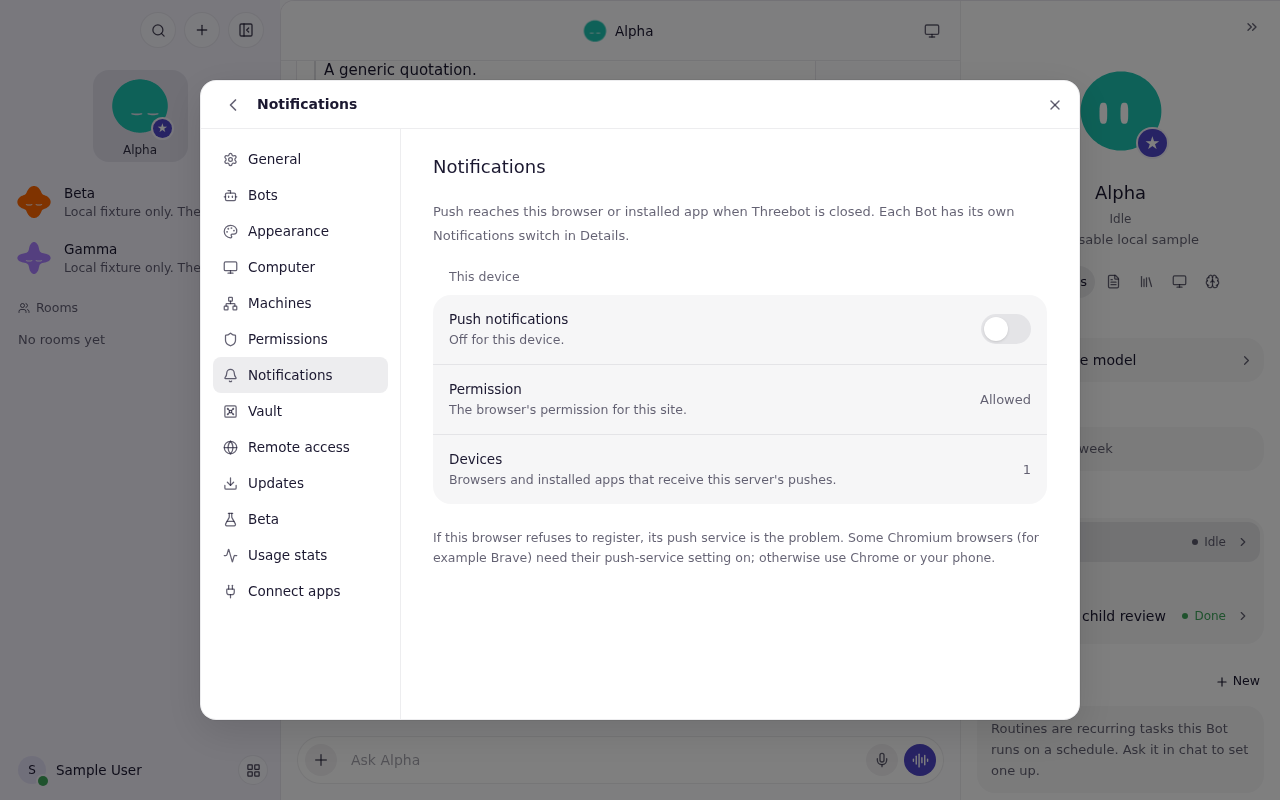 Alpha
A generic quotation.
Alpha
Beta
Local fixture only. The
Gamma
Local fixture only. The
Rooms
No rooms yet
S
Sample User
Notifications
General
Bots
Appearance
Computer
Machines
Permissions
Notifications
Vault
Remote access
Updates
Beta
Usage stats
Connect apps
Notifications
Push reaches this browser or installed app when Threebot is closed. Each Bot has its own
Notifications switch in Details.
This device
Push notifications
Off for this device.
Permission
The browser's permission for this site.
Allowed
Devices
Browsers and installed apps that receive this server's pushes.
1
If this browser refuses to register, its push service is the problem. Some Chromium browsers (for
example Brave) need their push-service setting on; otherwise use Chrome or your phone.
Ask Alpha
Alpha
Idle
sable local sample
s
e model
week
Idle
child review
Done
New
Routines are recurring tasks this Bot
runs on a schedule. Ask it in chat to set
one up.